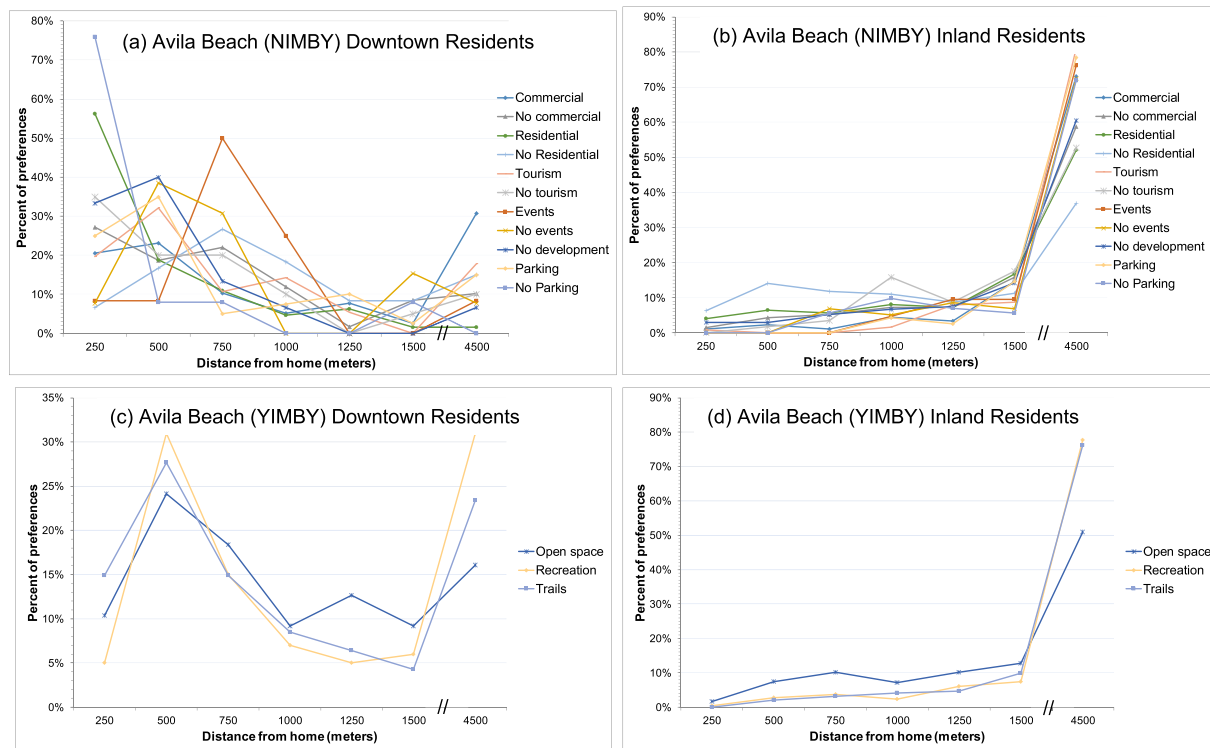 (a) Avila Beach (NIMBY) Downtown Residents
Percent of preferences
80%
70%
60%
50%
40%
30%
20%
10%
0%
250 500 750 1000 1250 1500 // 4500
Distance from home (meters)
Commercial
No commercial
Residential
No Residential
Tourism
No tourism
Events
No events
No development
Parking
No Parking
(b) Avila Beach (NIMBY) Inland Residents
Percent of preferences
90%
80%
70%
60%
50%
40%
30%
20%
10%
0%
250 500 750 1000 1250 1500 // 4500
Distance from home (meters)
Commercial
No commercial
Residential
No Residential
Tourism
No tourism
Events
No events
No development
Parking
No Parking
(c) Avila Beach (YIMBY) Downtown Residents
Percent of preferences
35%
30%
25%
20%
15%
10%
5%
0%
250 500 750 1000 1250 1500 // 4500
Distance from home (meters)
Open space
Recreation
Trails
(d) Avila Beach (YIMBY) Inland Residents
Percent of preferences
90%
80%
70%
60%
50%
40%
30%
20%
10%
0%
250 500 750 1000 1250 1500 // 4500
Distance from home (meters)
Open space
Recreation
Trails